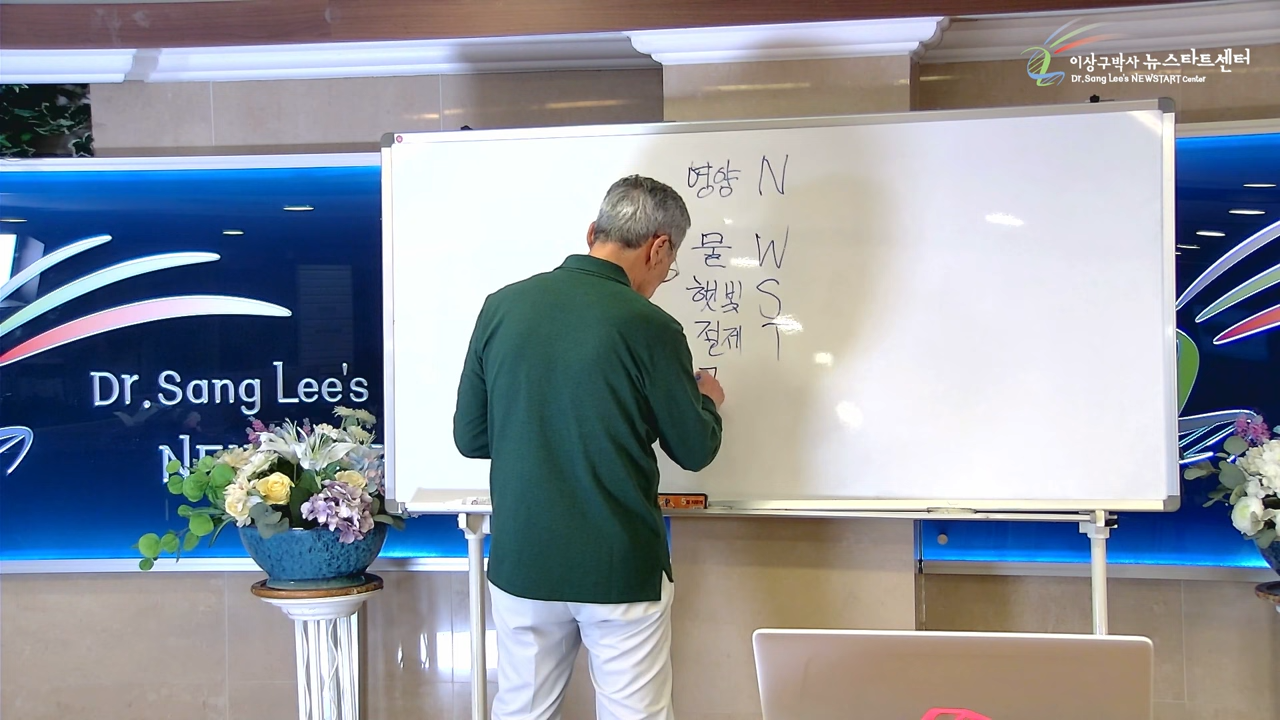 이상구박사 뉴스타트센터
Dr. Sang Lee's NEWSTART Center
영양 N
물 W
햇빛 S
절제 T
Dr. Sang Lee's